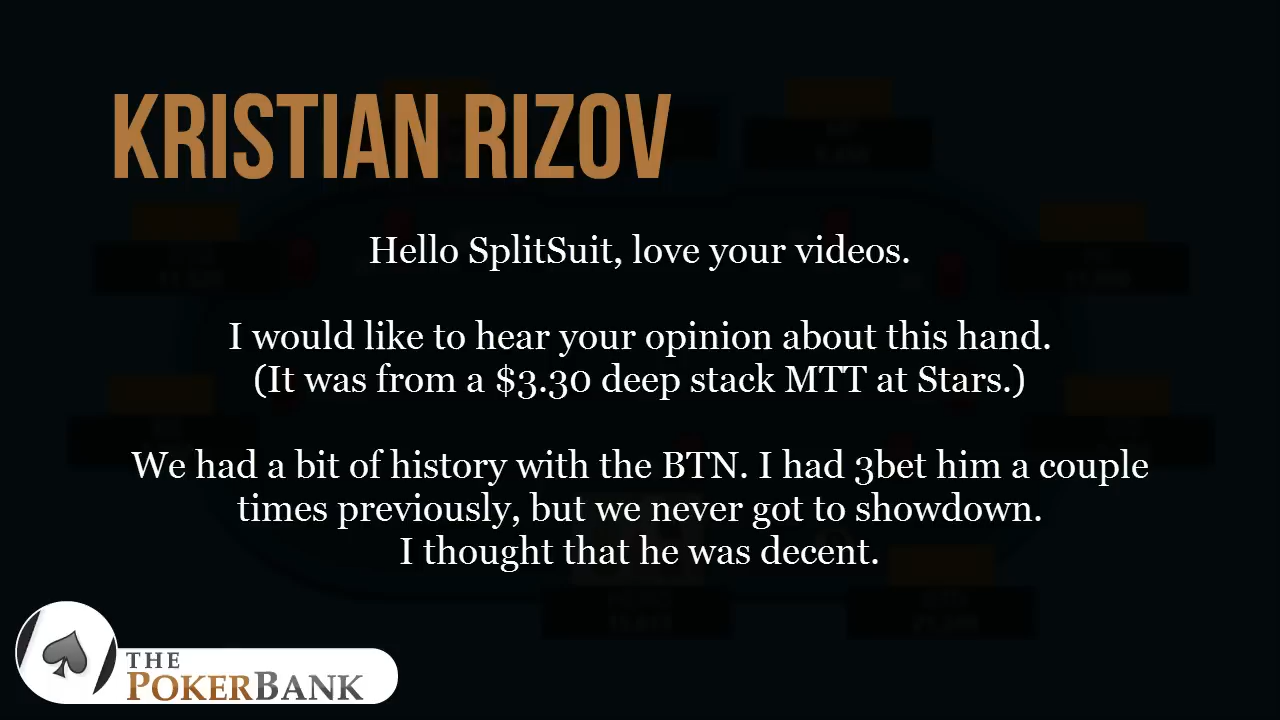 KRISTIAN RIZOV
Hello SplitSuit, love your videos.
I would like to hear your opinion about this hand.
(It was from a $3.30 deep stack MTT at Stars.)
We had a bit of history with the BTN. I had 3bet him a couple
times previously, but we never got to showdown.
I thought that he was decent.
THE
POKERBANK